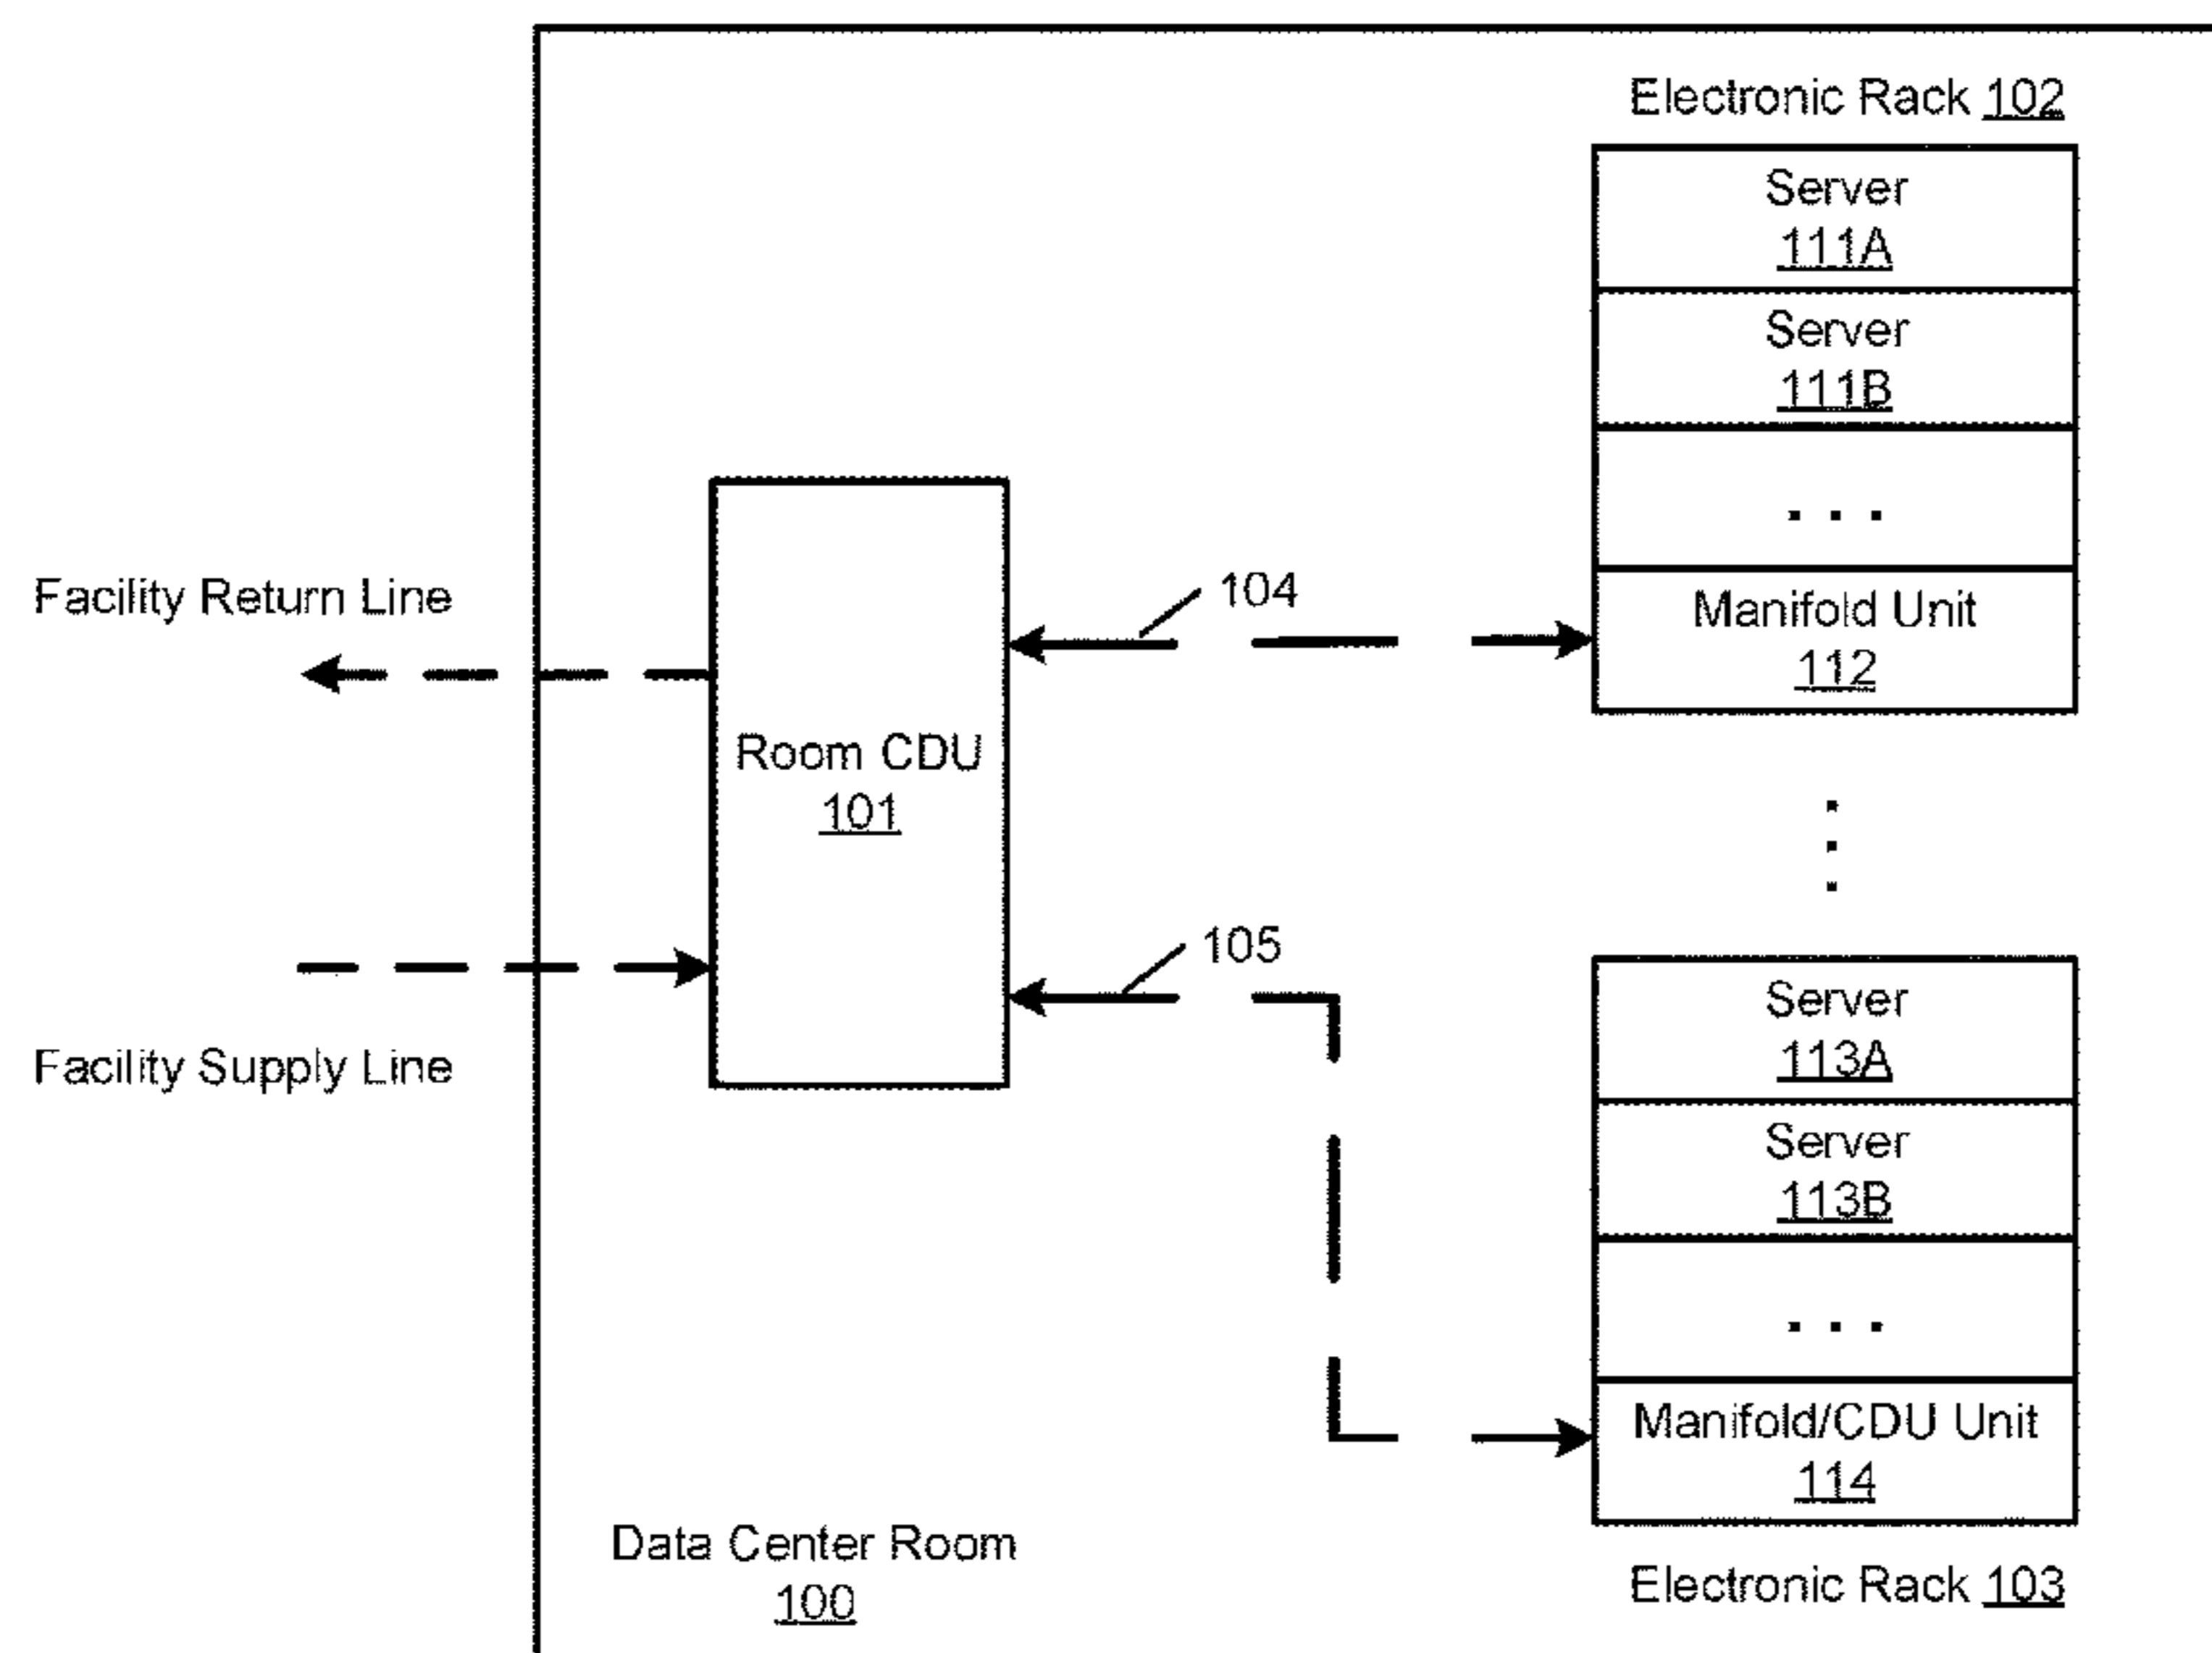 Electronic Rack 102
Server
111A
Server
111B
. . .
Manifold Unit
112
Facility Return Line
104
Room CDU
101
105
Facility Supply Line
Server
113A
Server
113B
. . .
Manifold/CDU Unit
114
Electronic Rack 103
Data Center Room
100